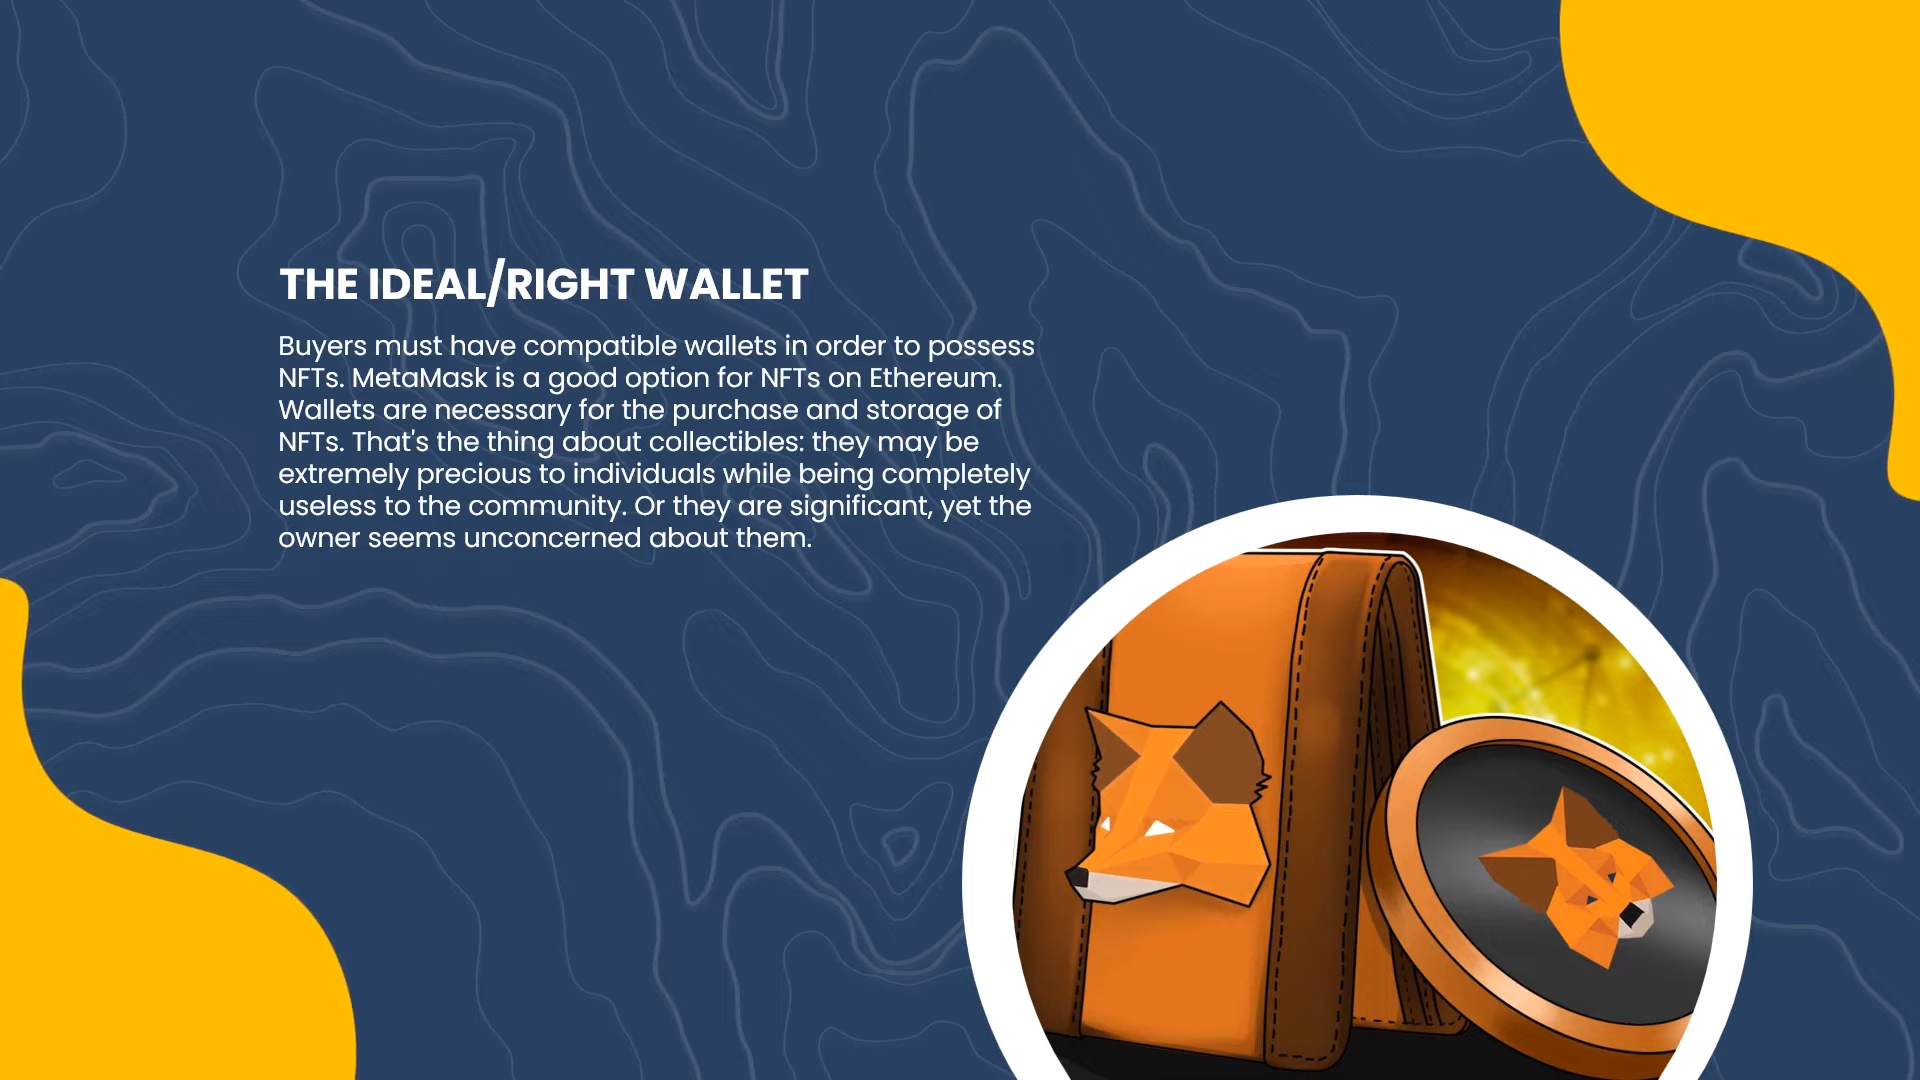 THE IDEAL/RIGHT WALLET
Buyers must have compatible wallets in order to possess
NFTs. MetaMask is a good option for NFTs on Ethereum.
Wallets are necessary for the purchase and storage of
NFTs. That's the thing about collectibles: they may be
extremely precious to individuals while being completely
useless to the community. Or they are significant, yet the
owner seems unconcerned about them.